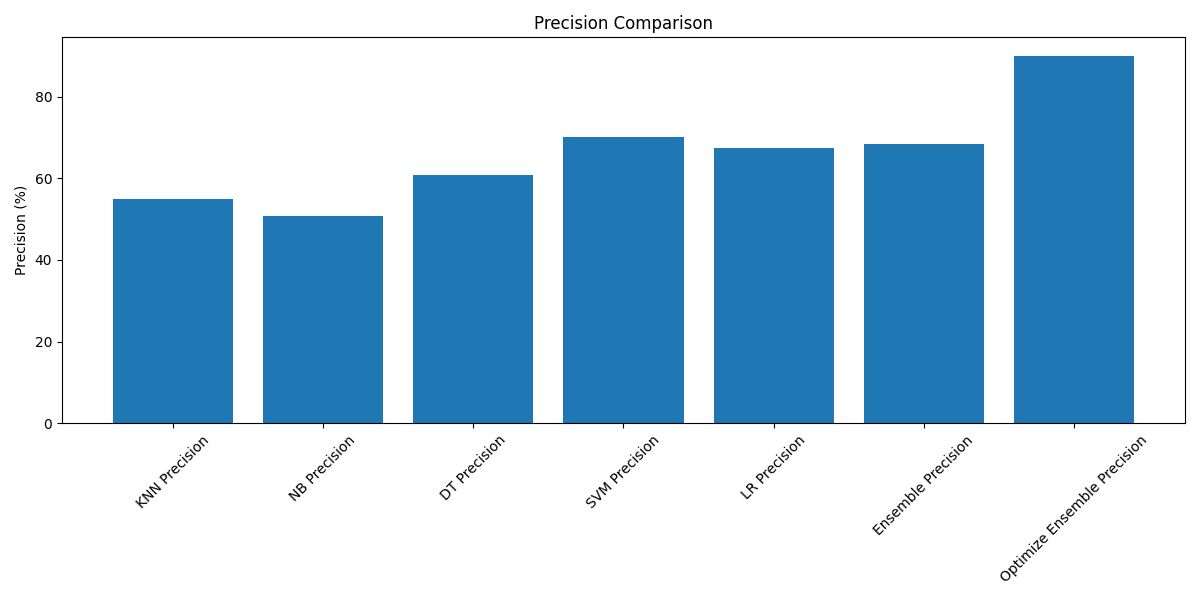 Precision Comparison
Precision (%)
80
60
40
20
0
KNN Precision
NB Precision
DT Precision
SVM Precision
LR Precision
Ensemble Precision
Optimize Ensemble Precision